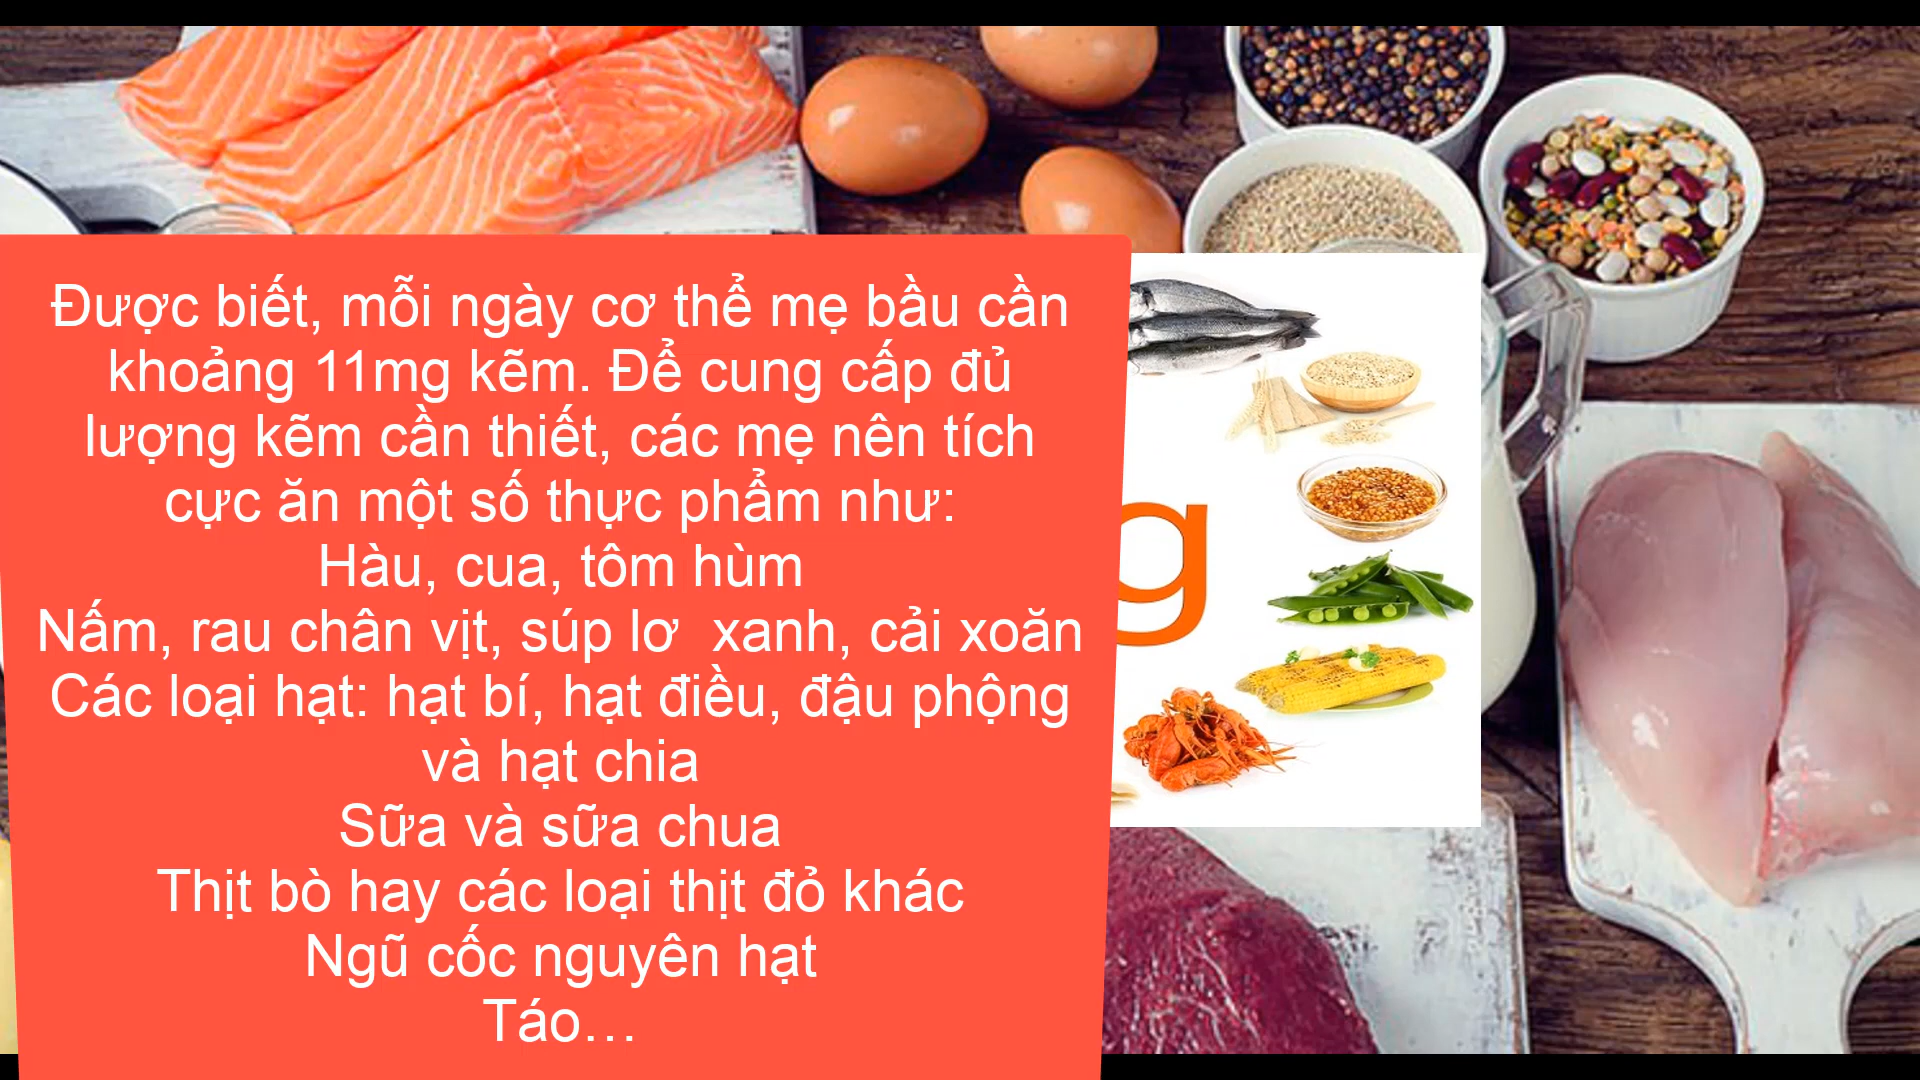 Được biết, mỗi ngày cơ thể mẹ bầu cần
khoảng 11mg kẽm. Để cung cấp đủ
lượng kẽm cần thiết, các mẹ nên tích
cực ăn một số thực phẩm như:
Hàu, cua, tôm hùm
Nấm, rau chân vịt, súp lơ  xanh, cải xoăn
Các loại hạt: hạt bí, hạt điều, đậu phộng
và hạt chia
Sữa và sữa chua
Thịt bò hay các loại thịt đỏ khác
Ngũ cốc nguyên hạt
Táo…
g